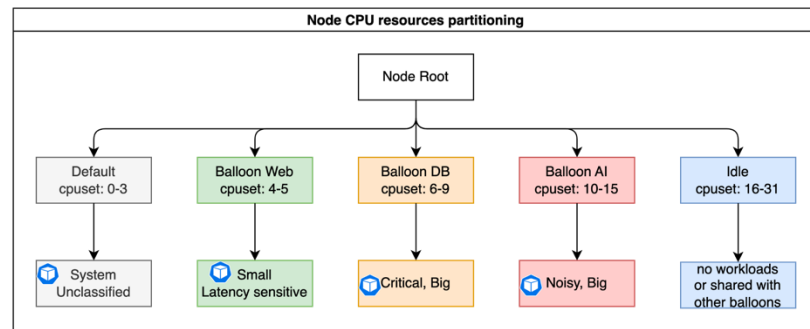 Node CPU resources partitioning
Node Root
Default
cpuset: 0-3
Balloon Web
cpuset: 4-5
Balloon DB
cpuset: 6-9
Balloon AI
cpuset: 10-15
Idle
cpuset: 16-31
System
Unclassified
Small
Latency sensitive
Critical, Big
Noisy, Big
no workloads
or shared with
other balloons